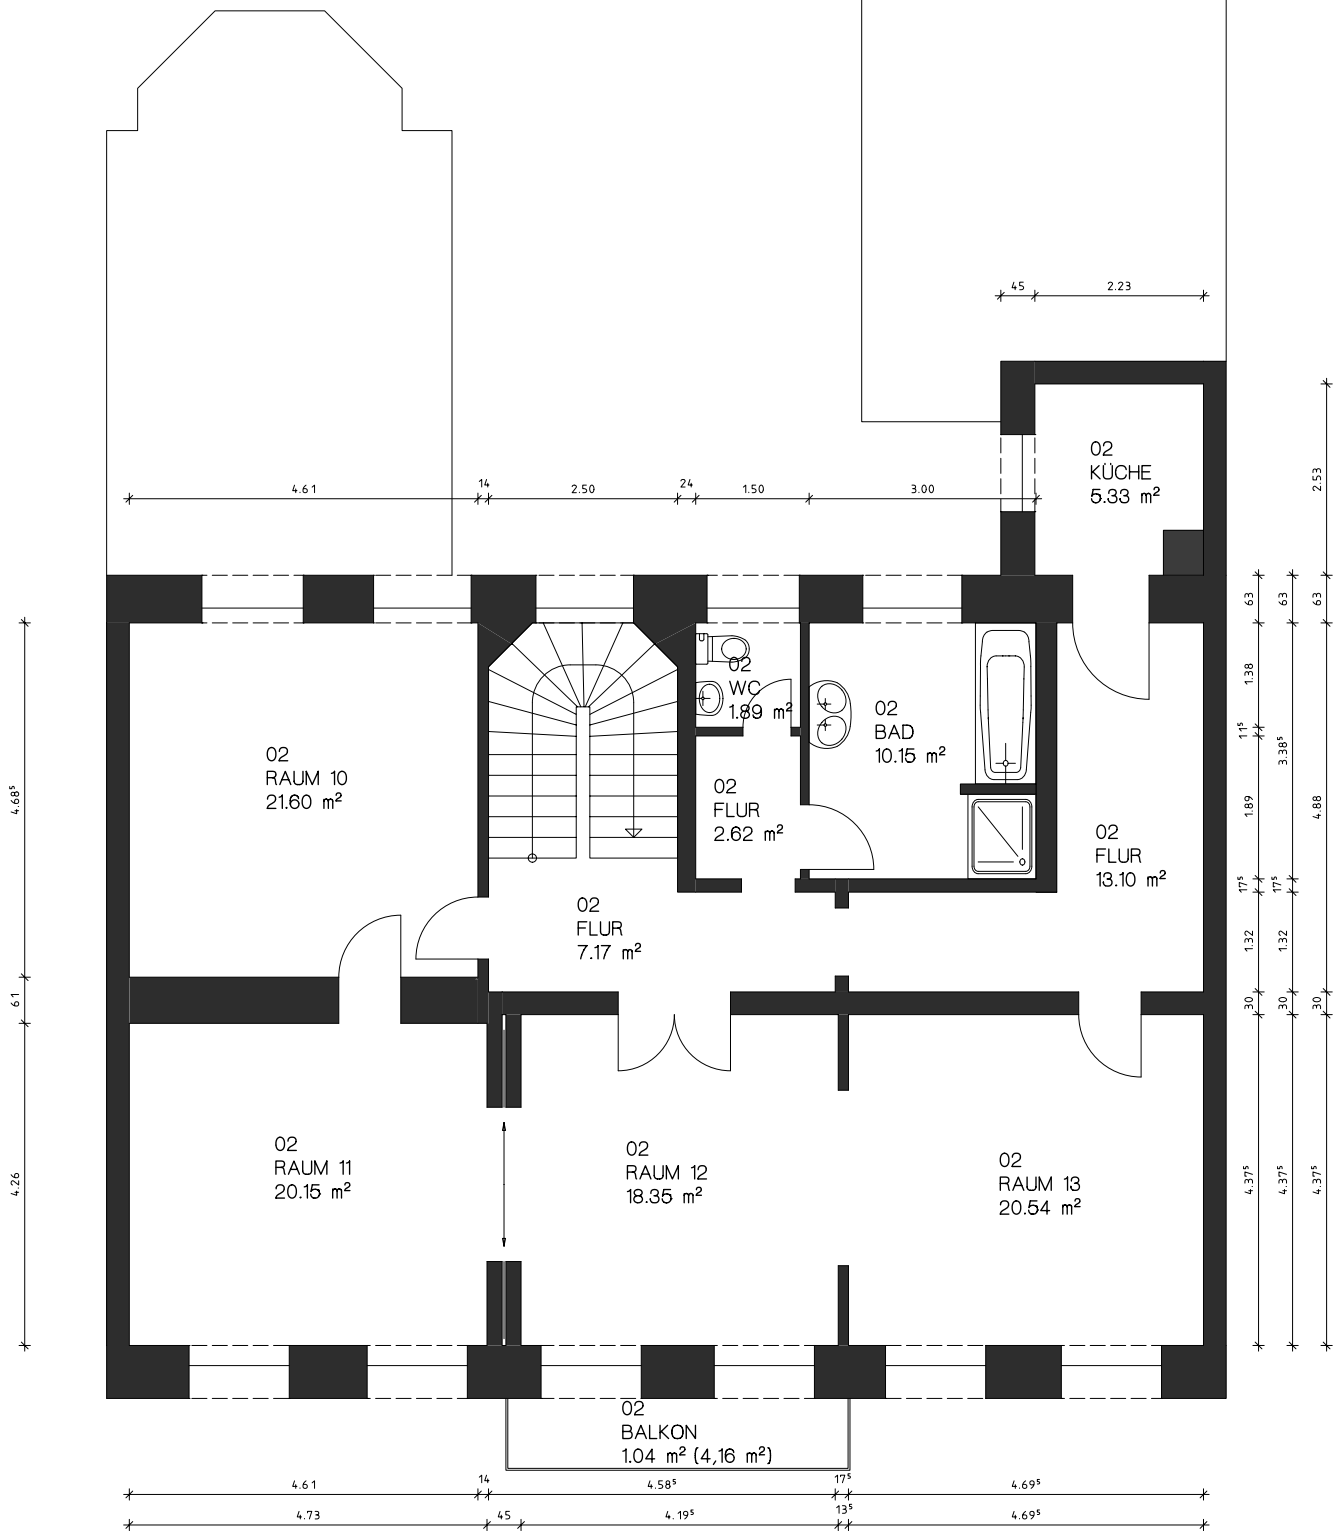 45
2.23
02
KÜCHE
5.33 m²
2.53
4.61
14
2.50
24
1.50
3.00
63
63
63
02
WC
1.89 m²
02
BAD
10.15 m²
02
RAUM 10
21.60 m²
02
FLUR
2.62 m²
02
FLUR
13.10 m²
02
FLUR
7.17 m²
4.68⁵
61
4.26
1.38
11⁵
1.89
17⁵
1.32
30
4.37⁵
3.38⁵
17⁵
1.32
30
4.37⁵
4.88
30
4.37⁵
02
RAUM 11
20.15 m²
02
RAUM 12
18.35 m²
02
RAUM 13
20.54 m²
02
BALKON
1.04 m² (4,16 m²)
4.61
14
4.58⁵
17⁵
4.69⁵
4.73
45
4.19⁵
13⁵
4.69⁵